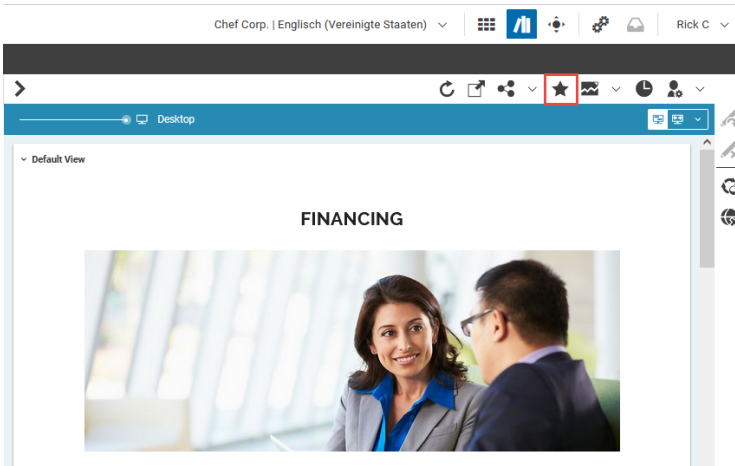 Chef Corp. | Englisch (Vereinigte Staaten)
Rick C
Desktop
Default View
FINANCING